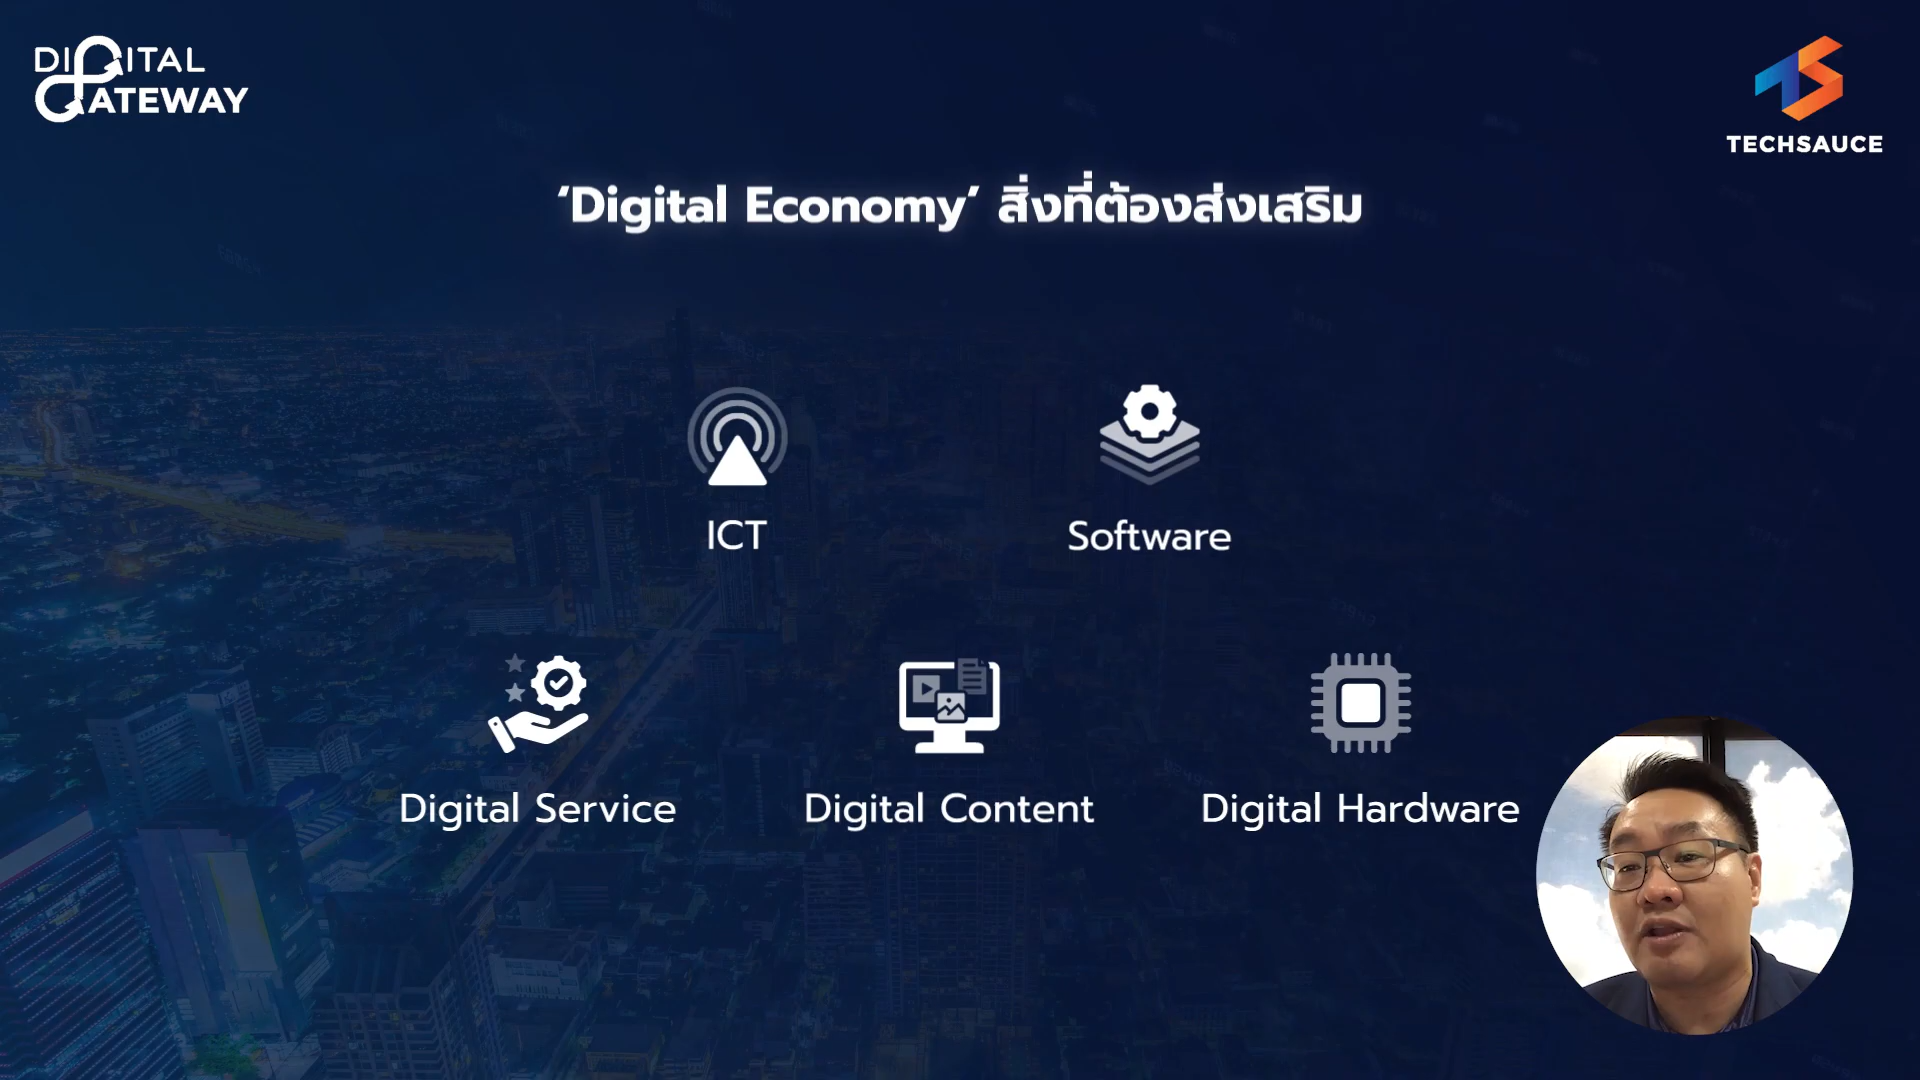 DIGITAL
GATEWAY
TECHSAUCE
‘Digital Economy’ สิ่งที่ต้องส่งเสริม
ICT
Software
Digital Service
Digital Content
Digital Hardware